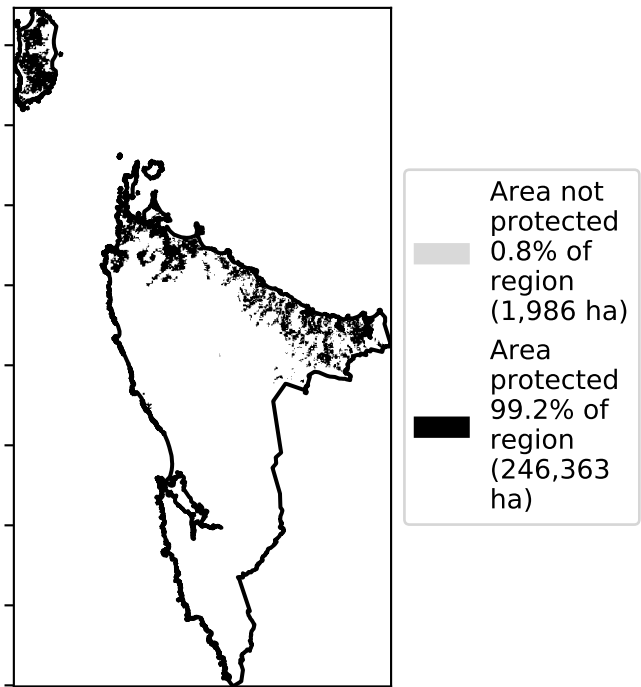 Area not
protected
0.8% of
region
(1,986 ha)
Area
protected
99.2% of
region
(246,363
ha)